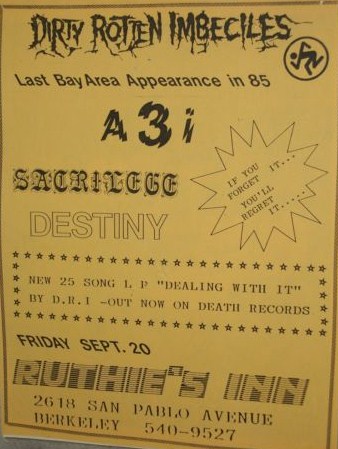 DIRTY ROTTEN IMBECILES
Last Bay Area Appearance in 85
A3i
SACRILEGE
DESTINY
IF YOU
FORGET IT...
YOU'LL
REGRET
IT.....
NEW 25 SONG L P "DEALING WITH IT"
BY D.R.I -OUT NOW ON DEATH RECORDS
FRIDAY SEPT. 20
RUTHIE'S INN
2618 SAN PABLO AVENUE
BERKELEY 540-9527